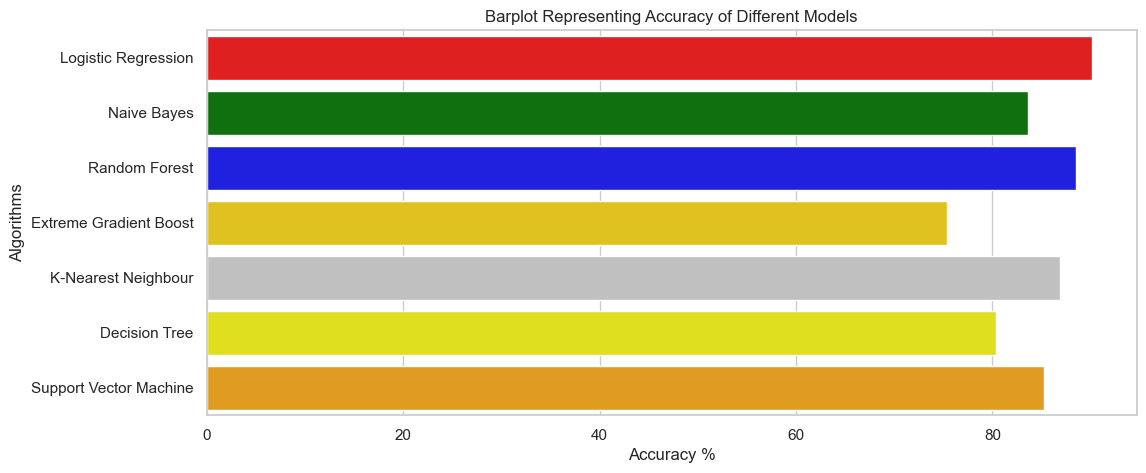 Barplot Representing Accuracy of Different Models
Logistic Regression
Naive Bayes
Random Forest
Extreme Gradient Boost
K-Nearest Neighbour
Decision Tree
Support Vector Machine
Algorithms
0 20 40 60 80
Accuracy %